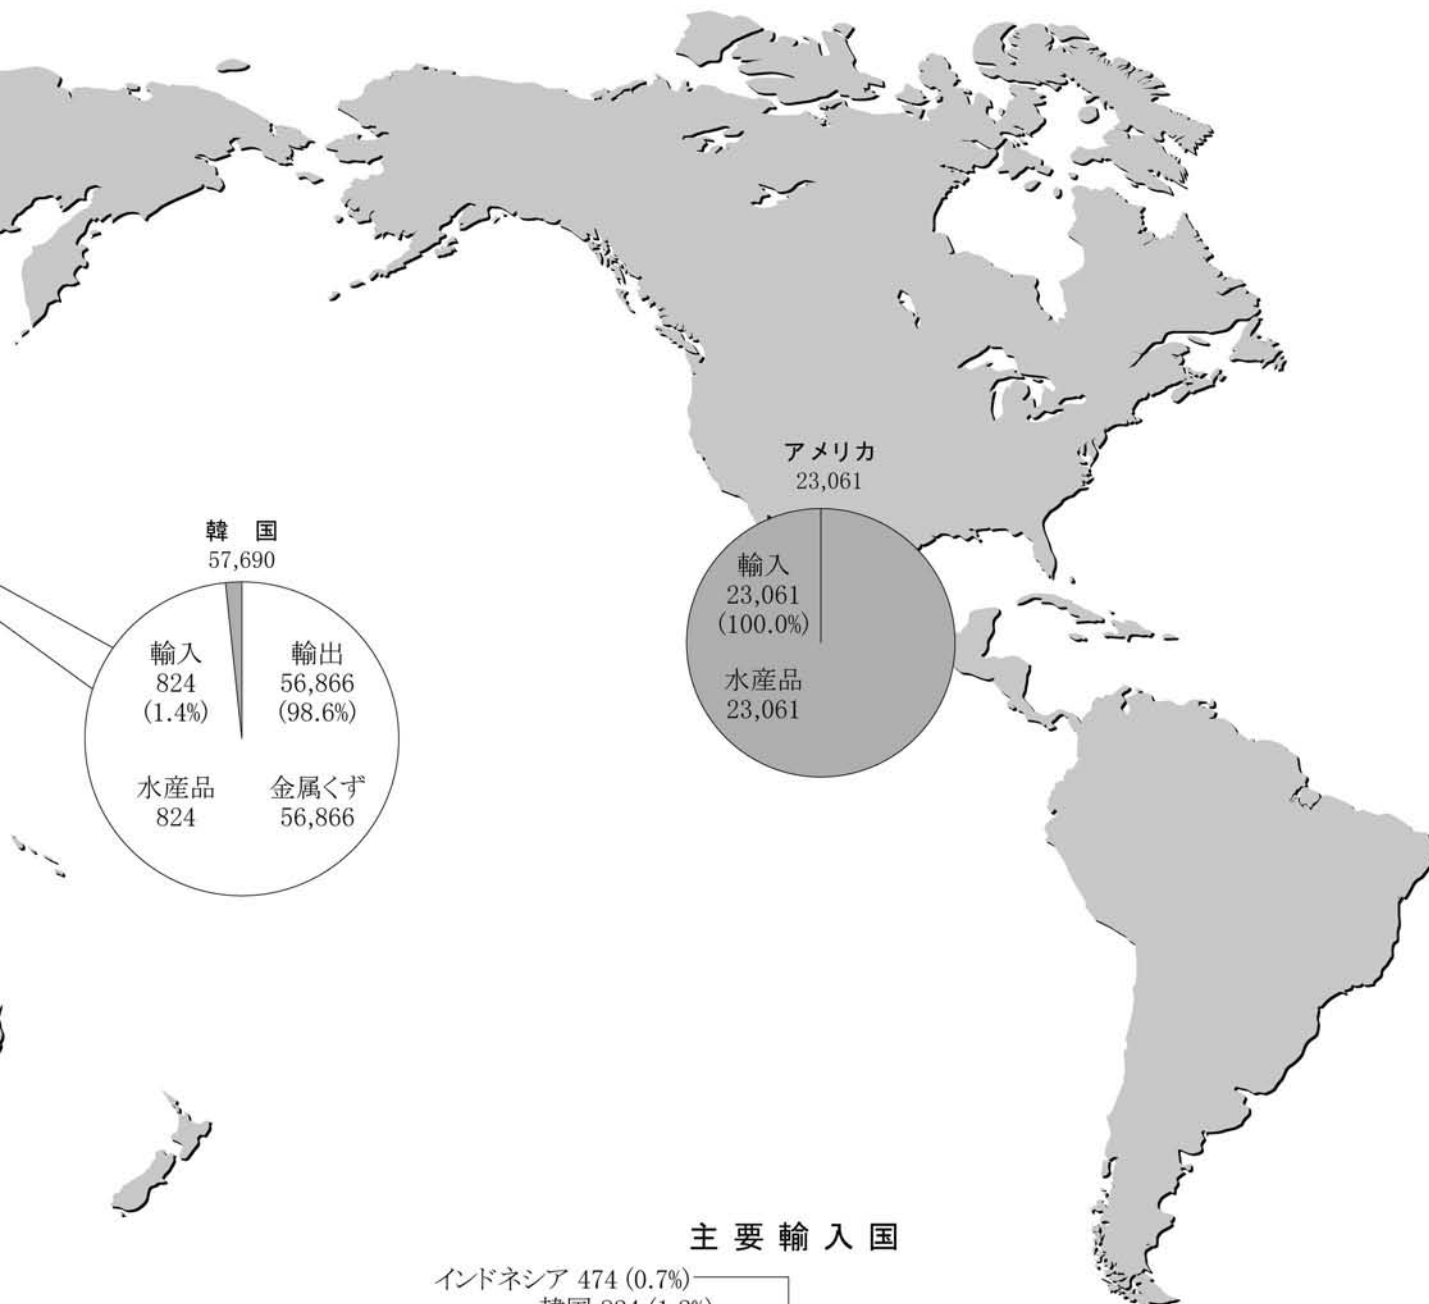 アメリカ
23,061
輸入
23,061
(100.0%)
水産品
23,061
韓　国
57,690
輸入
824
(1.4%)
水産品
824
輸出
56,866
(98.6%)
金属くず
56,866
主要輸入国
インドネシア 474 (0.7%)